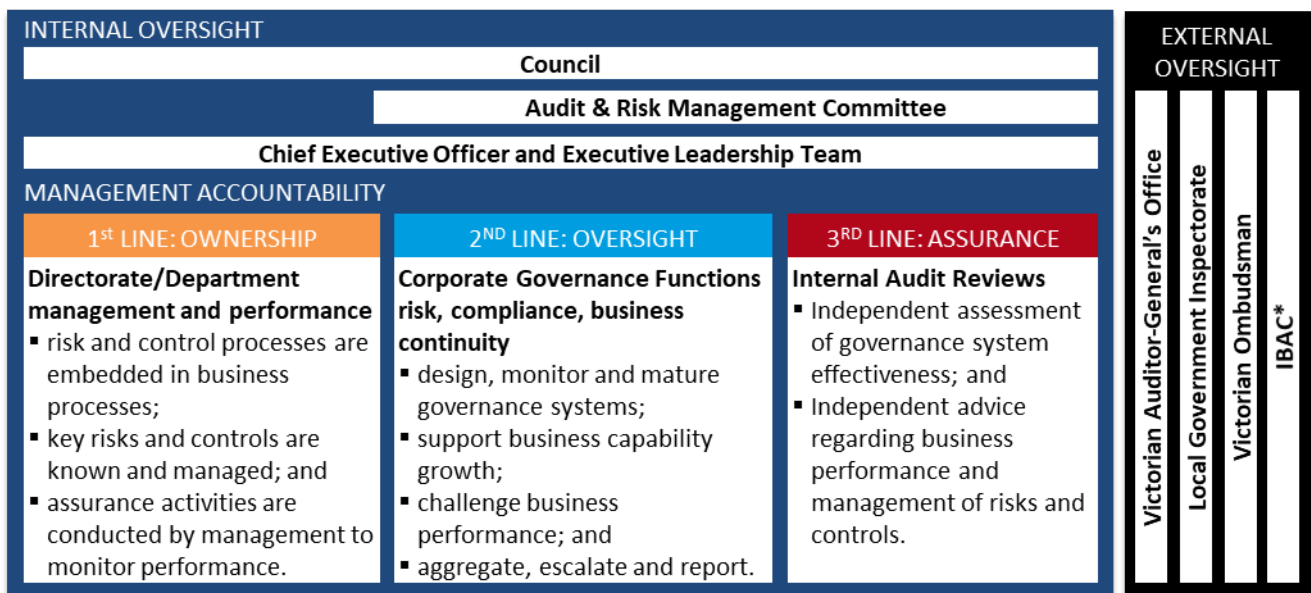 INTERNAL OVERSIGHT
Council
Audit & Risk Management Committee
Chief Executive Officer and Executive Leadership Team
MANAGEMENT ACCOUNTABILITY
1st LINE: OWNERSHIP
Directorate/Department
management and performance
▪ risk and control processes are
embedded in business
processes;
▪ key risks and controls are
known and managed; and
▪ assurance activities are
conducted by management to
monitor performance.
2ND LINE: OVERSIGHT
Corporate Governance Functions
risk, compliance, business
continuity
▪ design, monitor and mature
governance systems;
▪ support business capability
growth;
▪ challenge business
performance; and
▪ aggregate, escalate and report.
3RD LINE: ASSURANCE
Internal Audit Reviews
▪ Independent assessment
of governance system
effectiveness; and
▪ Independent advice
regarding business
performance and
management of risks and
controls.
EXTERNAL
OVERSIGHT
Victorian Auditor-General's Office
Local Government Inspectorate
Victorian Ombudsman
IBAC*